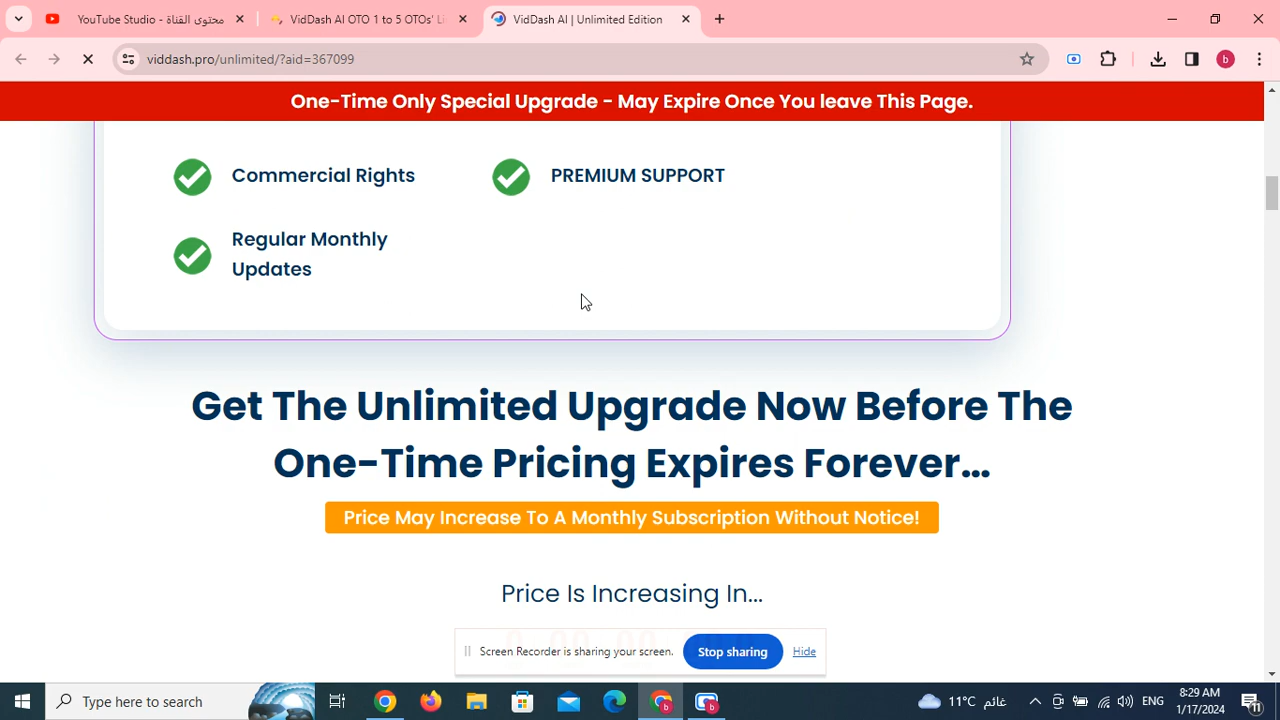 YouTube Studio - محتوى القناة
VidDash AI OTO 1 to 5 OTOs' Li
VidDash AI | Unlimited Edition
viddash.pro/unlimited/?aid=367099
b
One-Time Only Special Upgrade - May Expire Once You leave This Page.
Commercial Rights
PREMIUM SUPPORT
Regular Monthly
Updates
Get The Unlimited Upgrade Now Before The
One-Time Pricing Expires Forever...
Price May Increase To A Monthly Subscription Without Notice!
Price Is Increasing In...
Screen Recorder is sharing your screen.
Stop sharing
Hide
Type here to search
b
b
11°C غائم
ENG
8:29 AM
1/17/2024
11